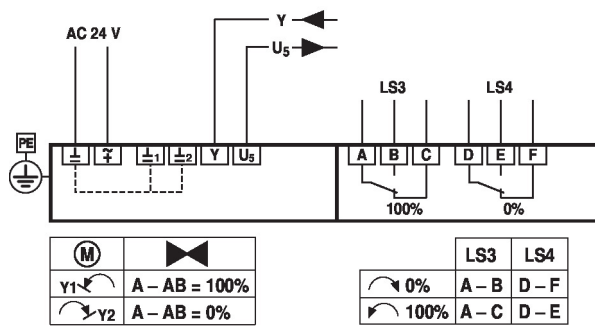 Y
AC 24 V
U5
LS3 LS4
PE
1 2 Y U5 A B C D E F
100% 0%
M
Y1 A – AB = 100%
Y2 A – AB = 0%
LS3 LS4
0% A – B D – F
100% A – C D – E